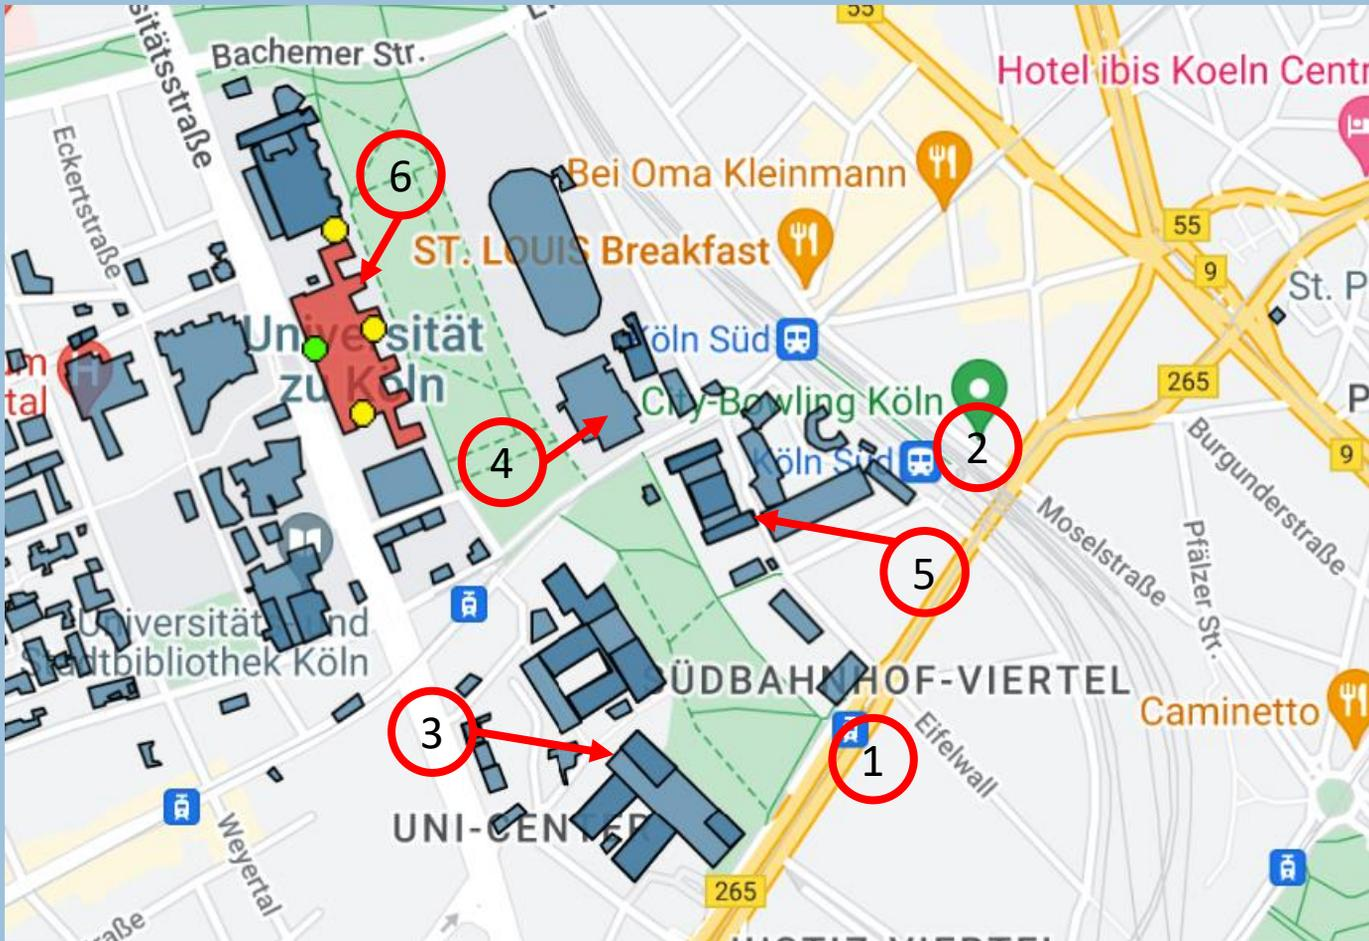 55
Bachemer Str.
Hotel ibis Koeln Centr
Eckertstraße
6
Bei Oma Kleinmann
55
ST. LOUIS Breakfast
9
St. P
Universität
zu Köln
Köln Süd
265
P
City-Bowling Köln
H
tal
2
4
Köln Süd
9
Burgunderstraße
Moselstraße
Pfälzer Str.
5
Universitäts- und
Stadtbibliothek Köln
SÜDBAHNHOF-VIERTEL
Caminetto
3
1
Eifelwall
UNI-CENTER
Weyertal
265